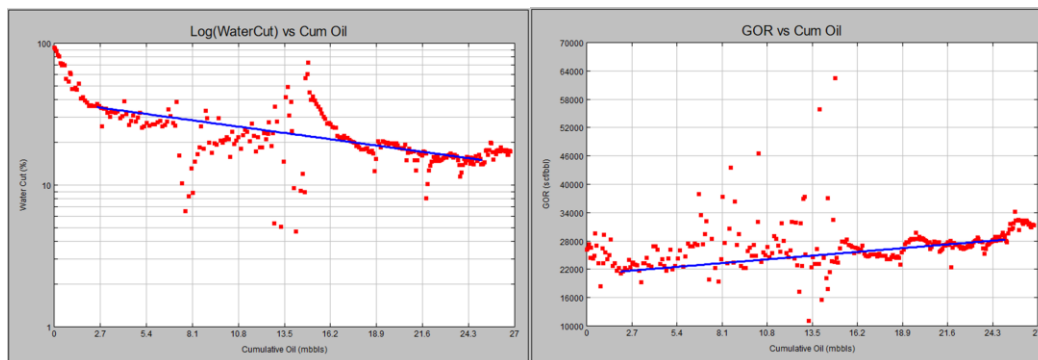 Log(WaterCut) vs Cum Oil
100
10
1
Water Cut (%)
0 2.7 5.4 8.1 10.8 13.5 16.2 18.9 21.6 24.3 27
Cumulative Oil (mbbls)
GOR vs Cum Oil
70000
64000
58000
52000
46000
40000
34000
28000
22000
16000
10000
GOR (scf/bbl)
0 2.7 5.4 8.1 10.8 13.5 16.2 18.9 21.6 24.3
Cumulative Oil (mbbls)